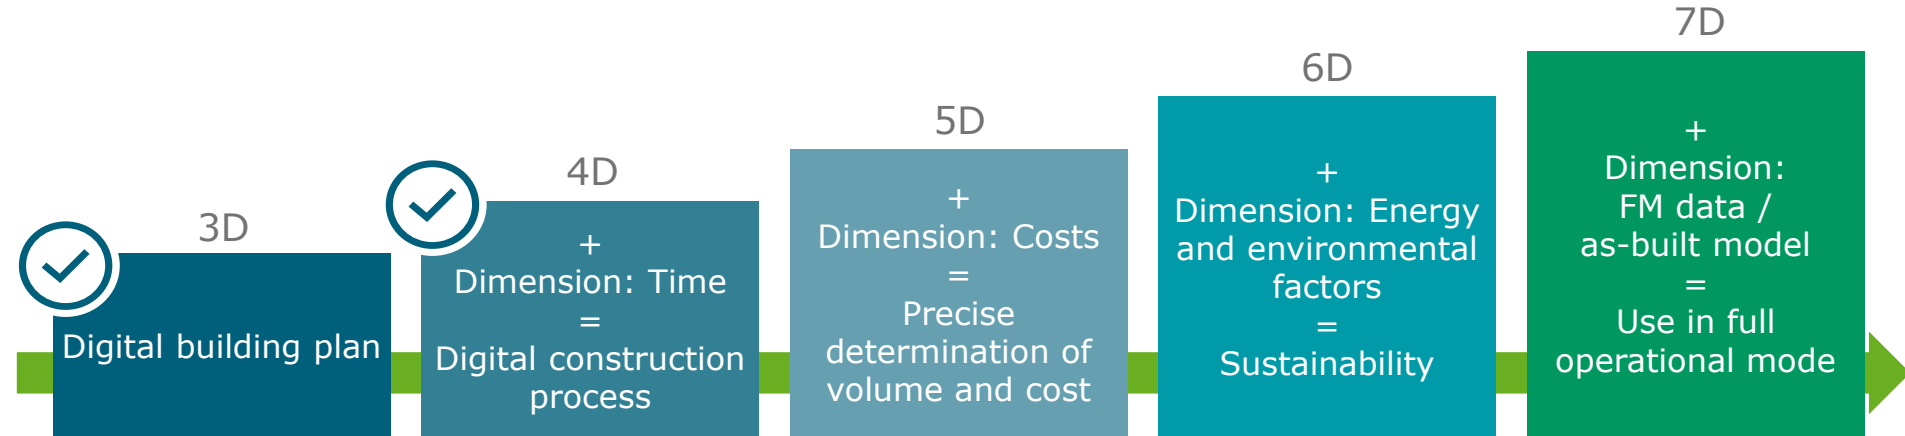 3D
Digital building plan
4D
+
Dimension: Time
=
Digital construction
process
5D
+
Dimension: Costs
=
Precise
determination of
volume and cost
6D
+
Dimension: Energy
and environmental
factors
=
Sustainability
7D
+
Dimension:
FM data /
as-built model
=
Use in full
operational mode